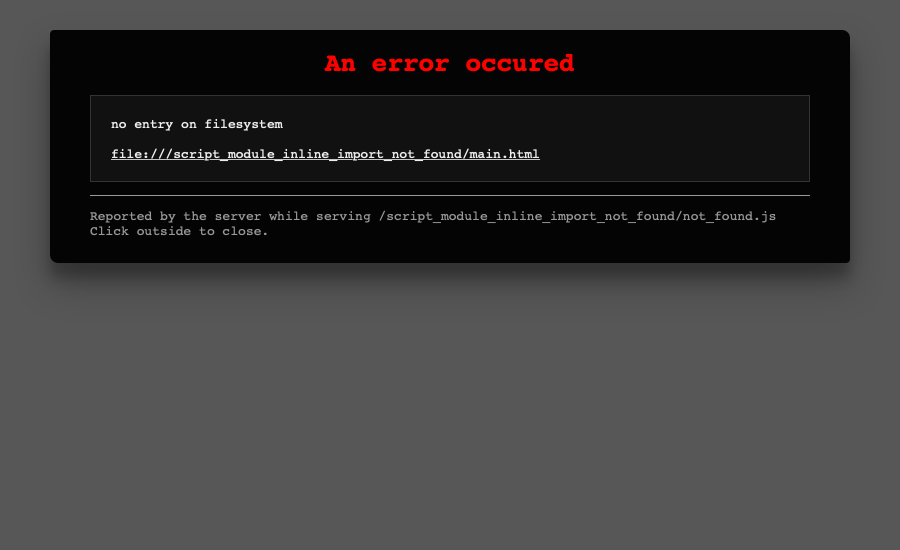 An error occured
no entry on filesystem
file:///script_module_inline_import_not_found/main.html
Reported by the server while serving /script_module_inline_import_not_found/not_found.js
Click outside to close.